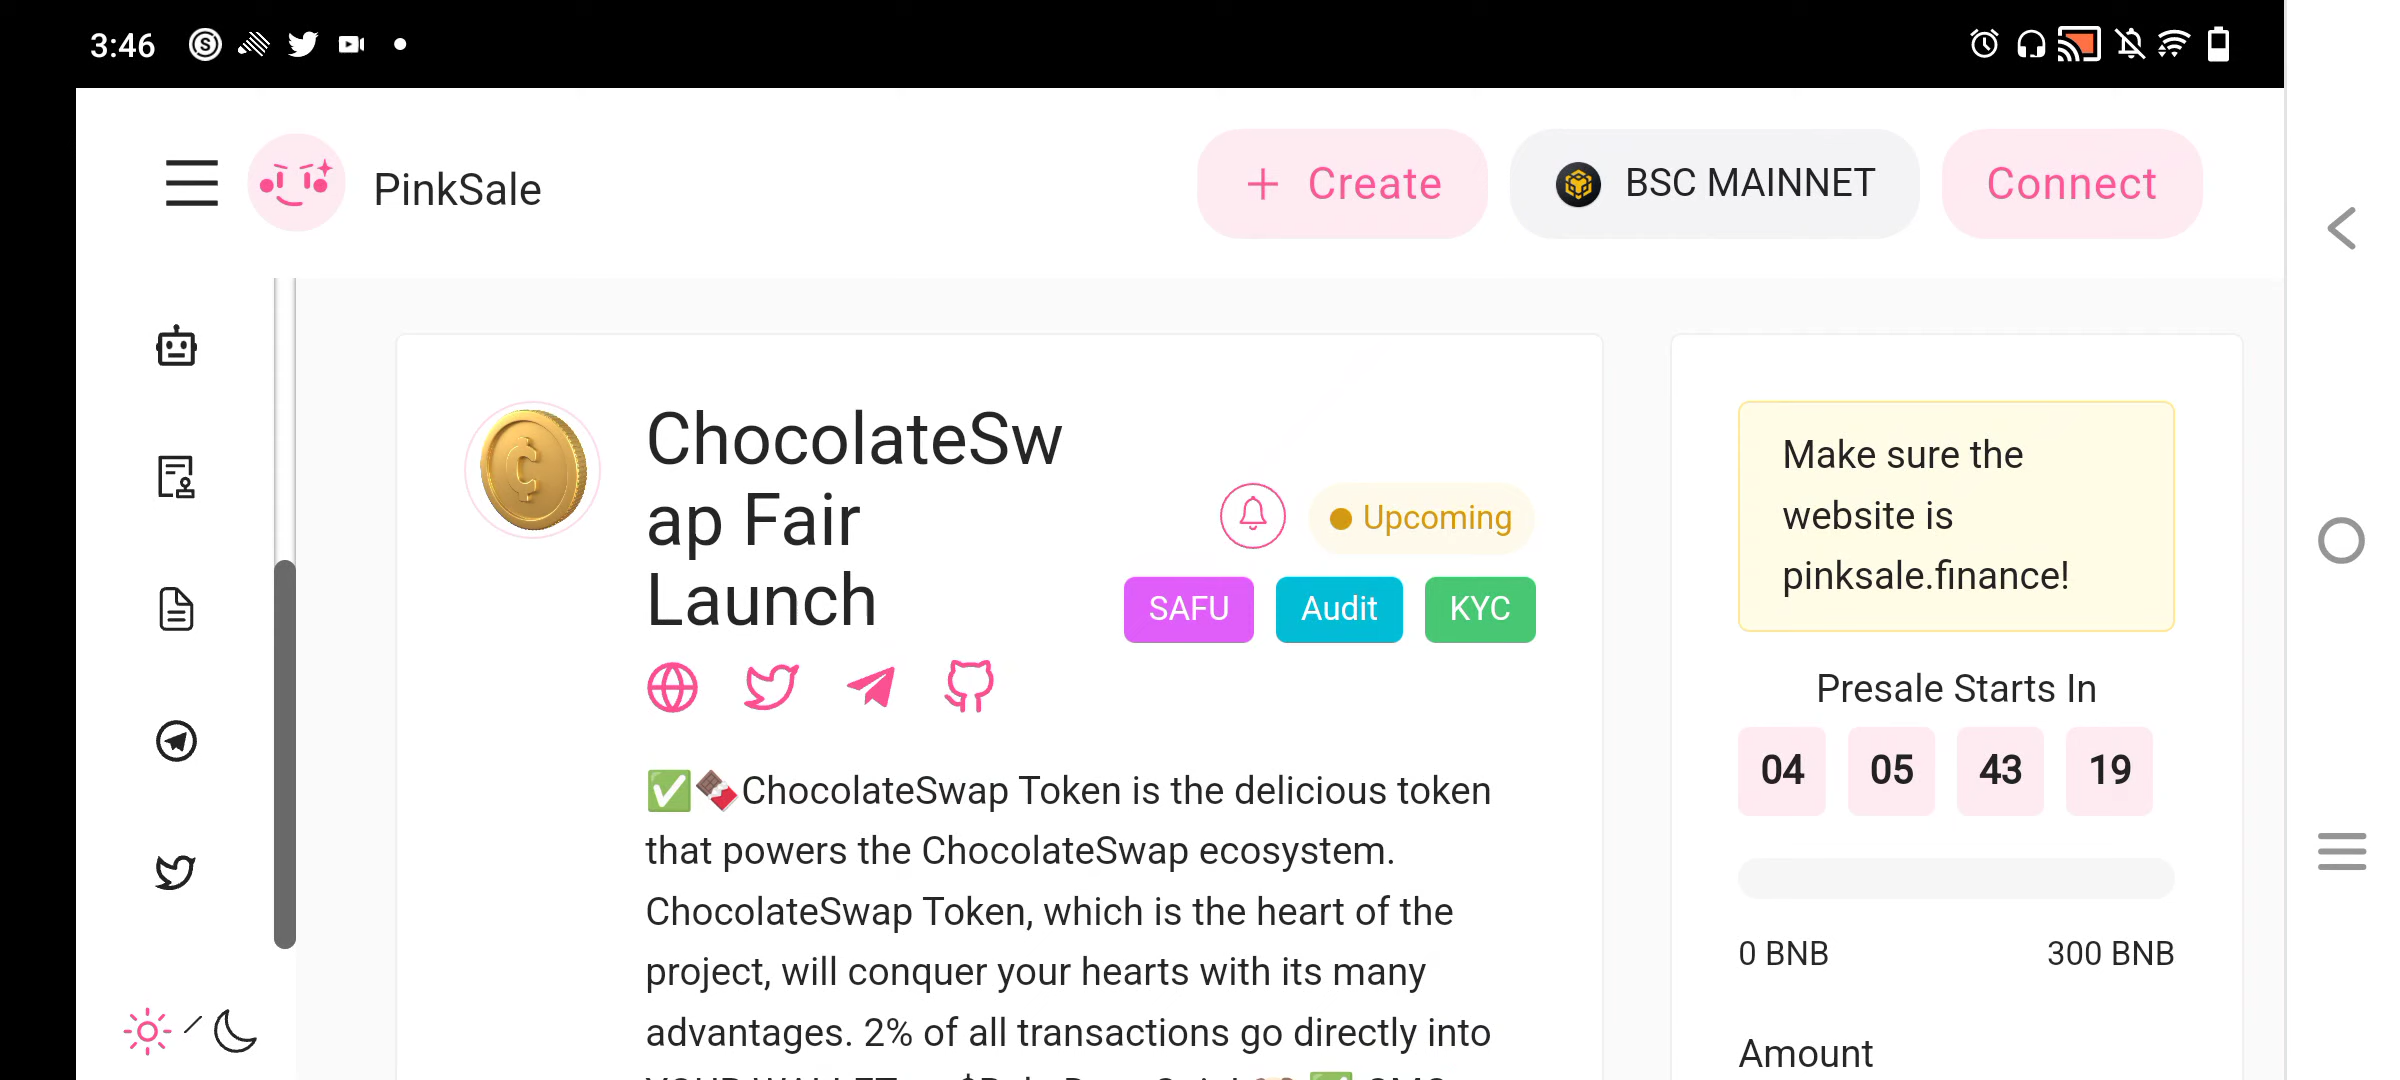 3:46
PinkSale
+ Create
BSC MAINNET
Connect
ChocolateSw
ap Fair
Launch
Upcoming
SAFU
Audit
KYC
✅🍫ChocolateSwap Token is the delicious token
that powers the ChocolateSwap ecosystem.
ChocolateSwap Token, which is the heart of the
project, will conquer your hearts with its many
advantages. 2% of all transactions go directly into
Make sure the
website is
pinksale.finance!
Presale Starts In
04 05 43 19
0 BNB 300 BNB
Amount